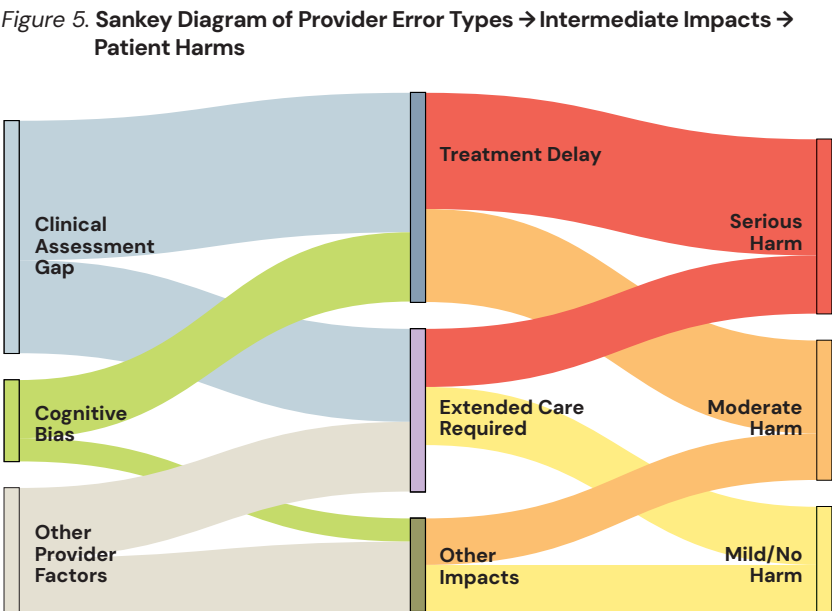 Figure 5. Sankey Diagram of Provider Error Types → Intermediate Impacts →
Patient Harms
Treatment Delay
Clinical
Assessment
Gap
Serious
Harm
Cognitive
Bias
Extended Care
Required
Moderate
Harm
Other
Provider
Factors
Other
Impacts
Mild/No
Harm